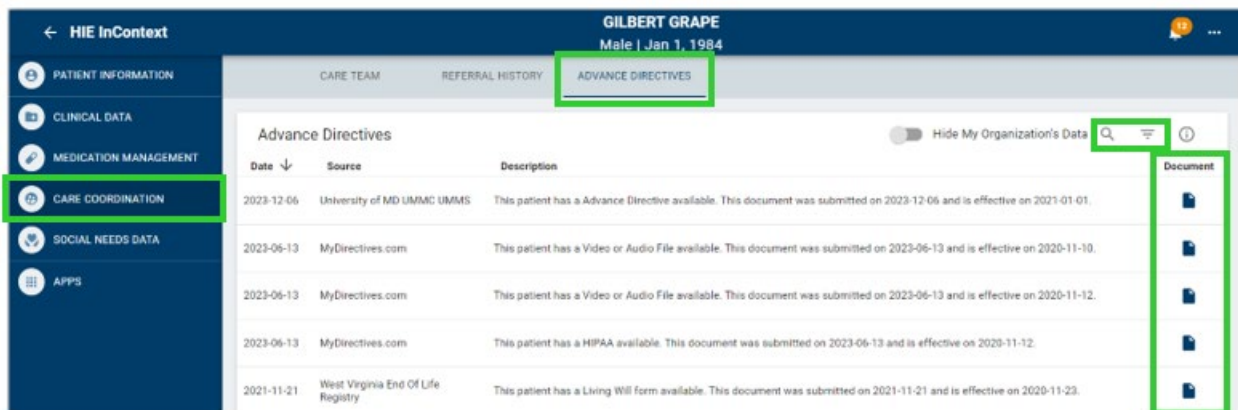 ← HIE InContext
GILBERT GRAPE
Male | Jan 1, 1984
12
PATIENT INFORMATION
CLINICAL DATA
MEDICATION MANAGEMENT
CARE COORDINATION
SOCIAL NEEDS DATA
APPS
CARE TEAM REFERRAL HISTORY ADVANCE DIRECTIVES
Advance Directives Hide My Organization's Data
Date ↓ Source Description Document
2023-12-06 University of MD UMMC UMMS This patient has a Advance Directive available. This document was submitted on 2023-12-06 and is effective on 2021-01-01.
2023-06-13 MyDirectives.com This patient has a Video or Audio File available. This document was submitted on 2023-06-13 and is effective on 2020-11-10.
2023-06-13 MyDirectives.com This patient has a Video or Audio File available. This document was submitted on 2023-06-13 and is effective on 2020-11-12.
2023-06-13 MyDirectives.com This patient has a HIPAA available. This document was submitted on 2023-06-13 and is effective on 2020-11-12.
2021-11-21 West Virginia End Of Life
Registry
This patient has a Living Will form available. This document was submitted on 2021-11-21 and is effective on 2020-11-23.